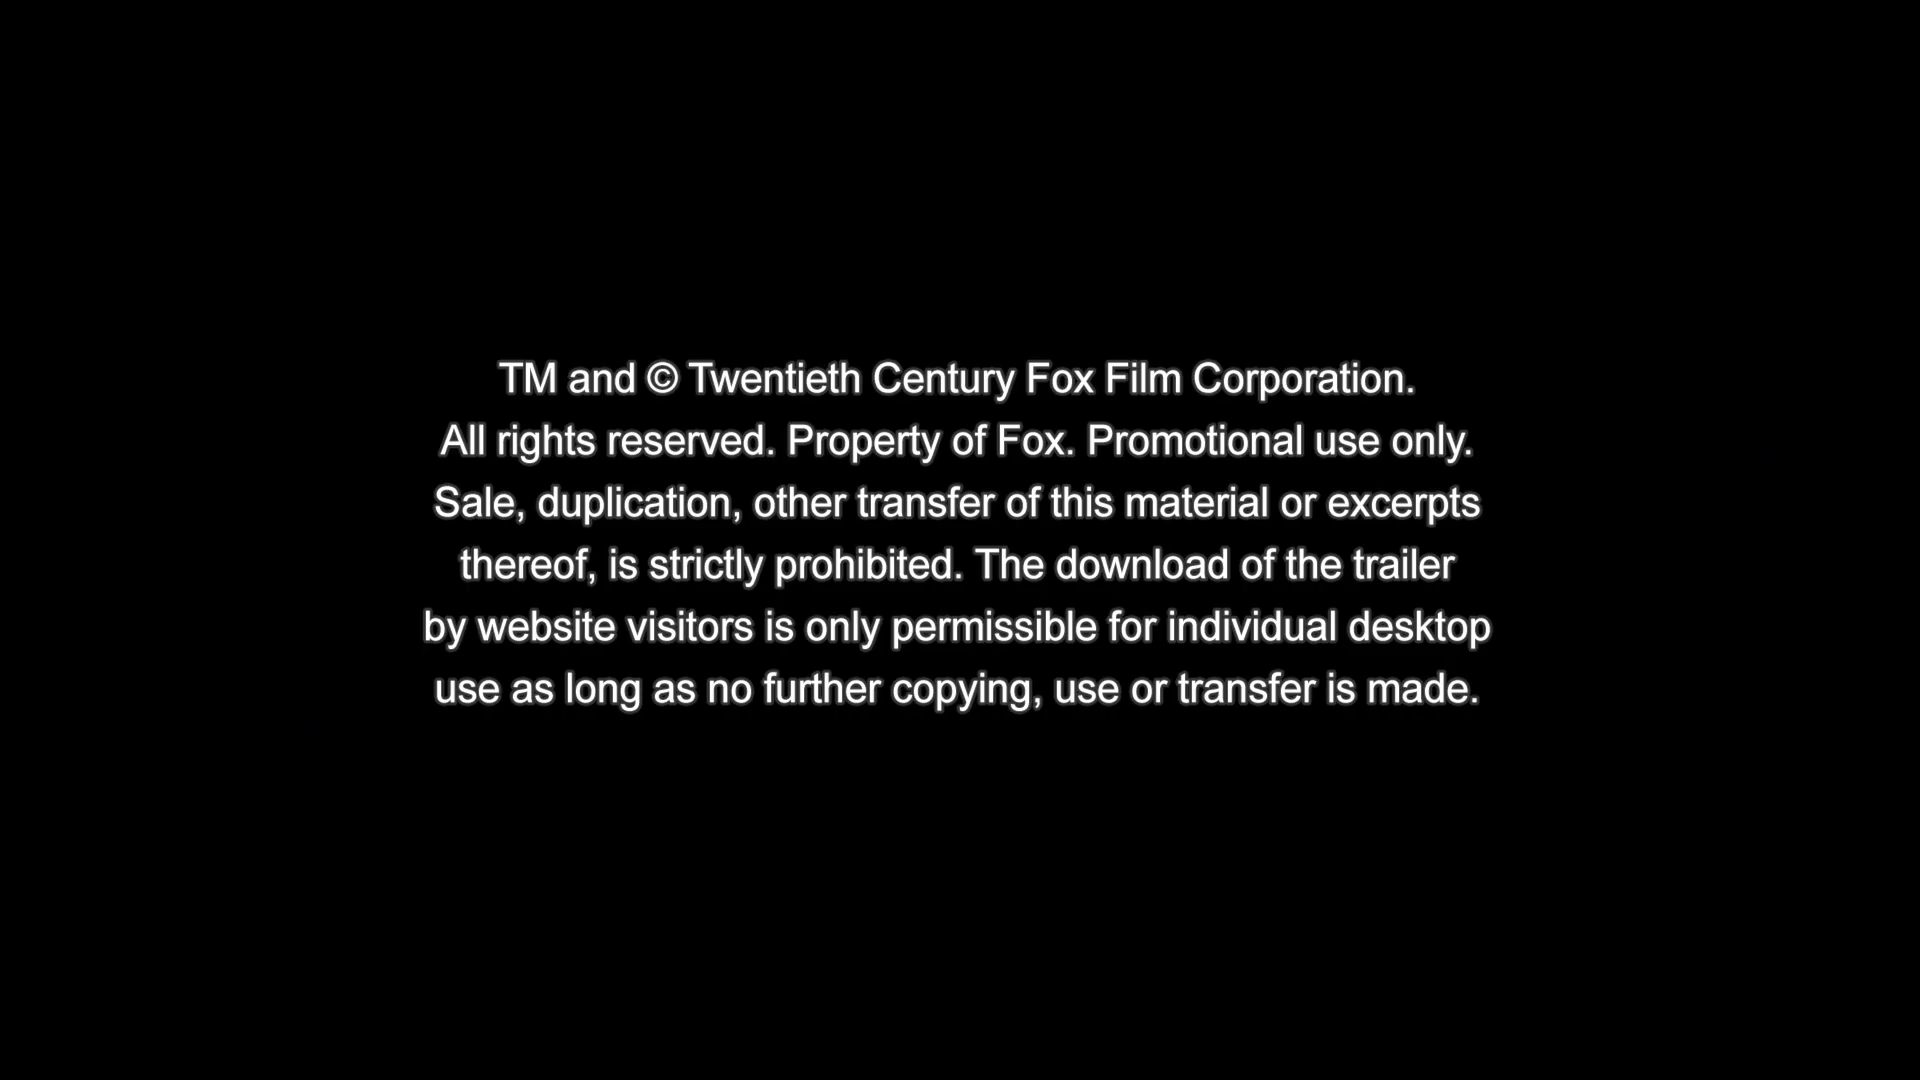 TM and © Twentieth Century Fox Film Corporation.
All rights reserved. Property of Fox. Promotional use only.
Sale, duplication, other transfer of this material or excerpts
thereof, is strictly prohibited. The download of the trailer
by website visitors is only permissible for individual desktop
use as long as no further copying, use or transfer is made.